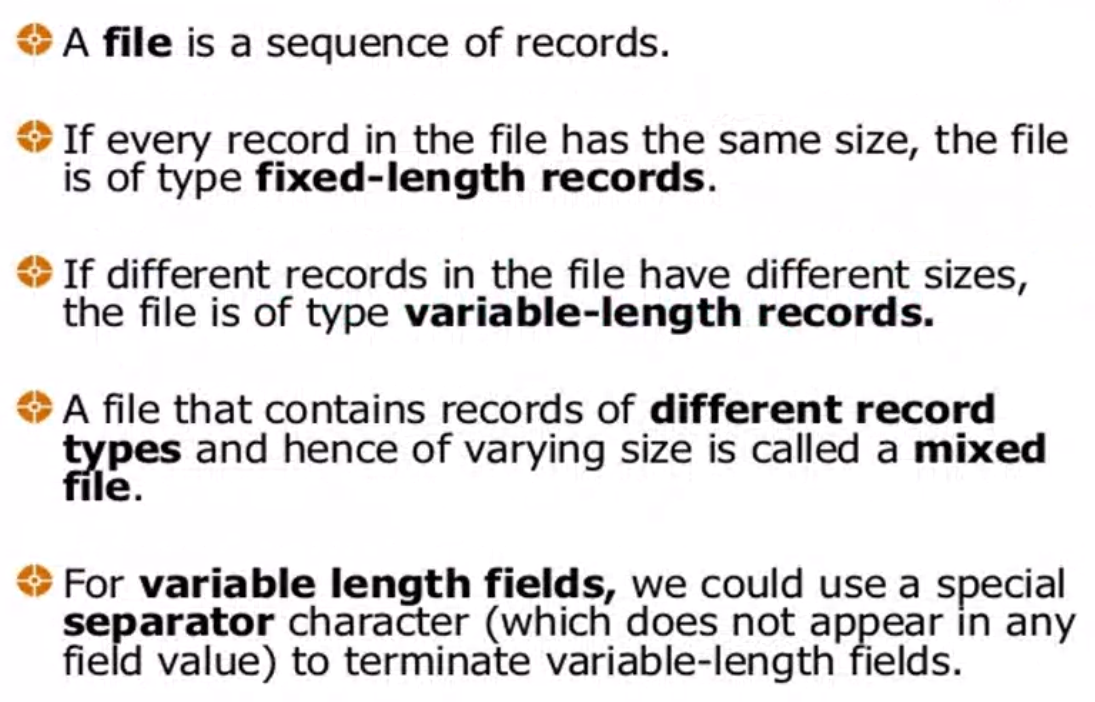 A file is a sequence of records.
If every record in the file has the same size, the file
is of type fixed-length records.
If different records in the file have different sizes,
the file is of type variable-length records.
A file that contains records of different record
types and hence of varying size is called a mixed
file.
For variable length fields, we could use a special
separator character (which does not appear in any
field value) to terminate variable-length fields.